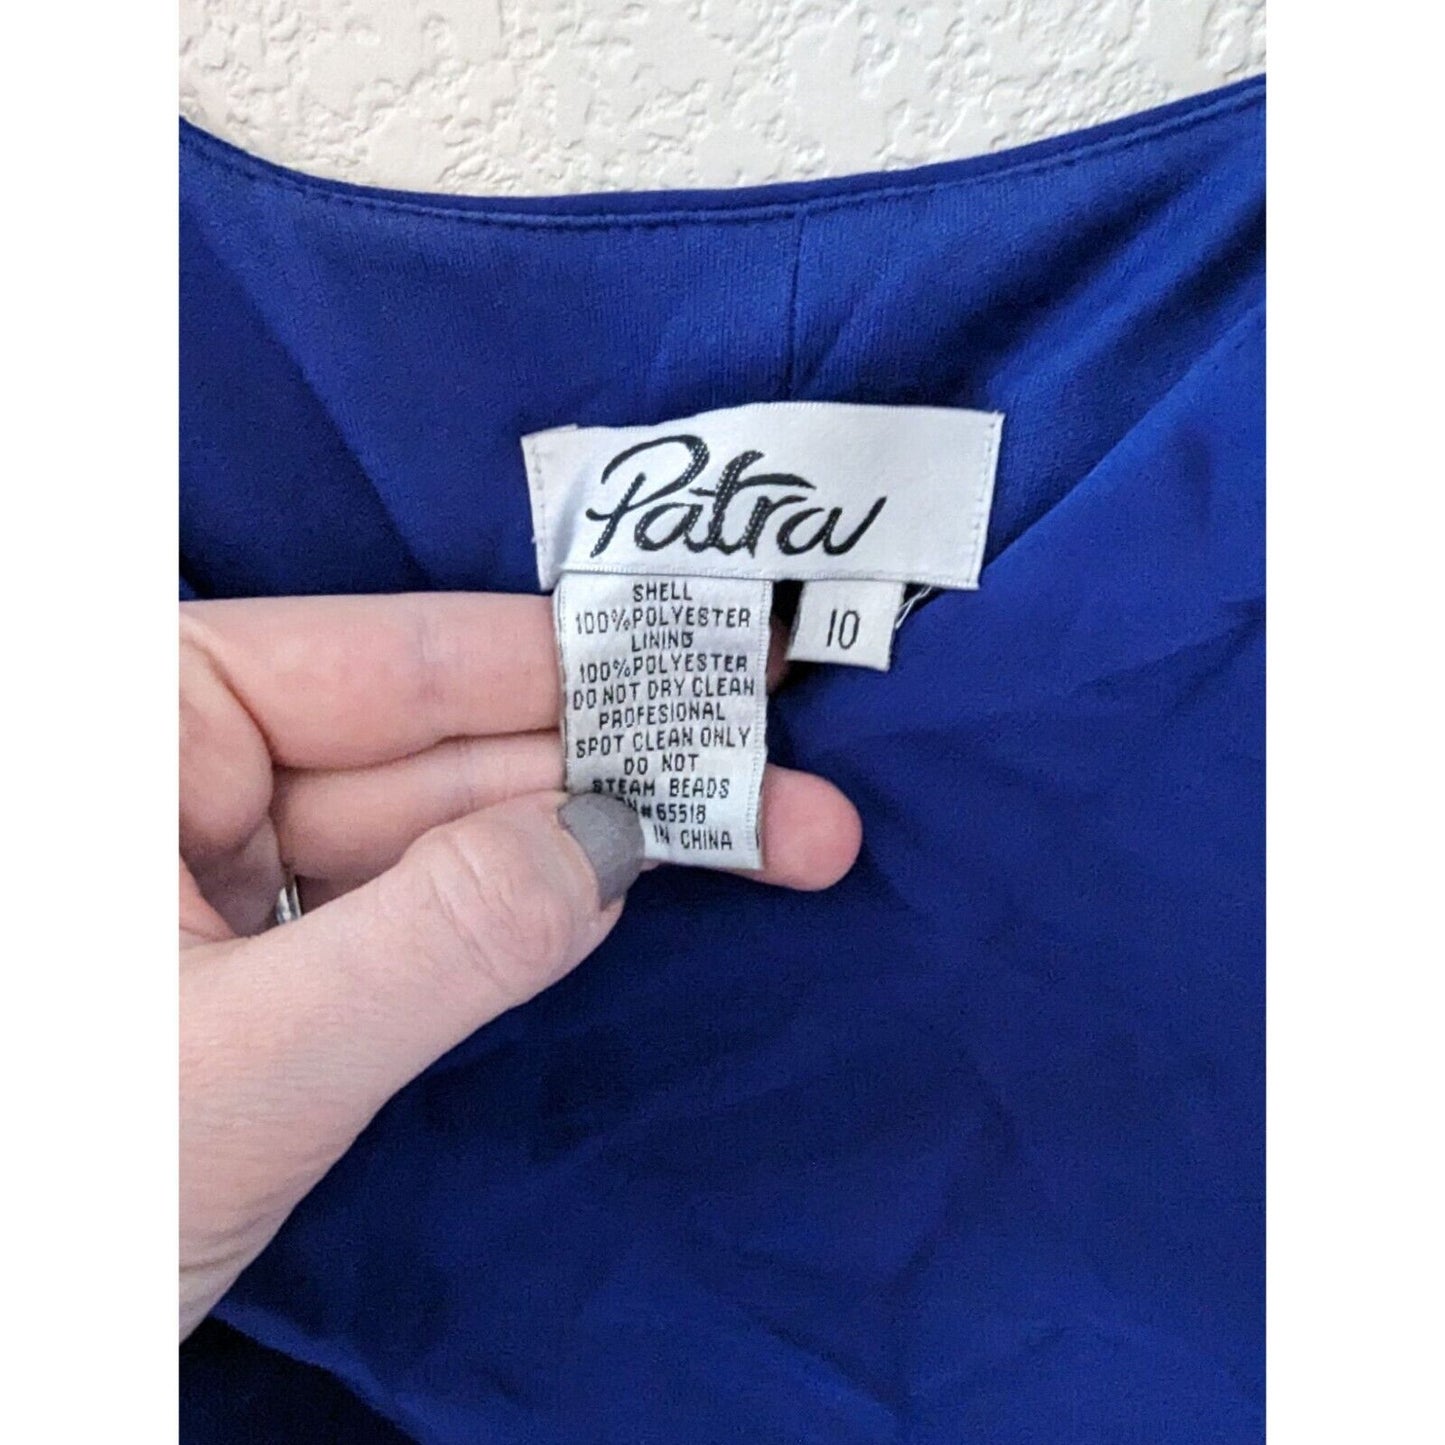 Patra
10
SHELL
100%POLYESTER
LINING
100%POLYESTER
DO NOT DRY CLEAN
PROFESIONAL
SPOT CLEAN ONLY
DO NOT
STEAM BEADS
#65518
IN CHINA